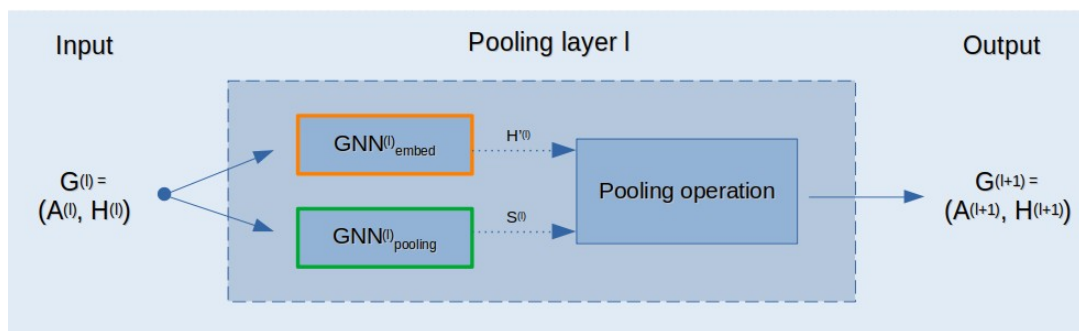 Input
Pooling layer l
Output
GNN⁽ˡ⁾embed
H'⁽ˡ⁾
G⁽ˡ⁾ =
(A⁽ˡ⁾, H⁽ˡ⁾)
Pooling operation
G⁽ˡ⁺¹⁾ =
(A⁽ˡ⁺¹⁾, H⁽ˡ⁺¹⁾)
GNN⁽ˡ⁾pooling
S⁽ˡ⁾